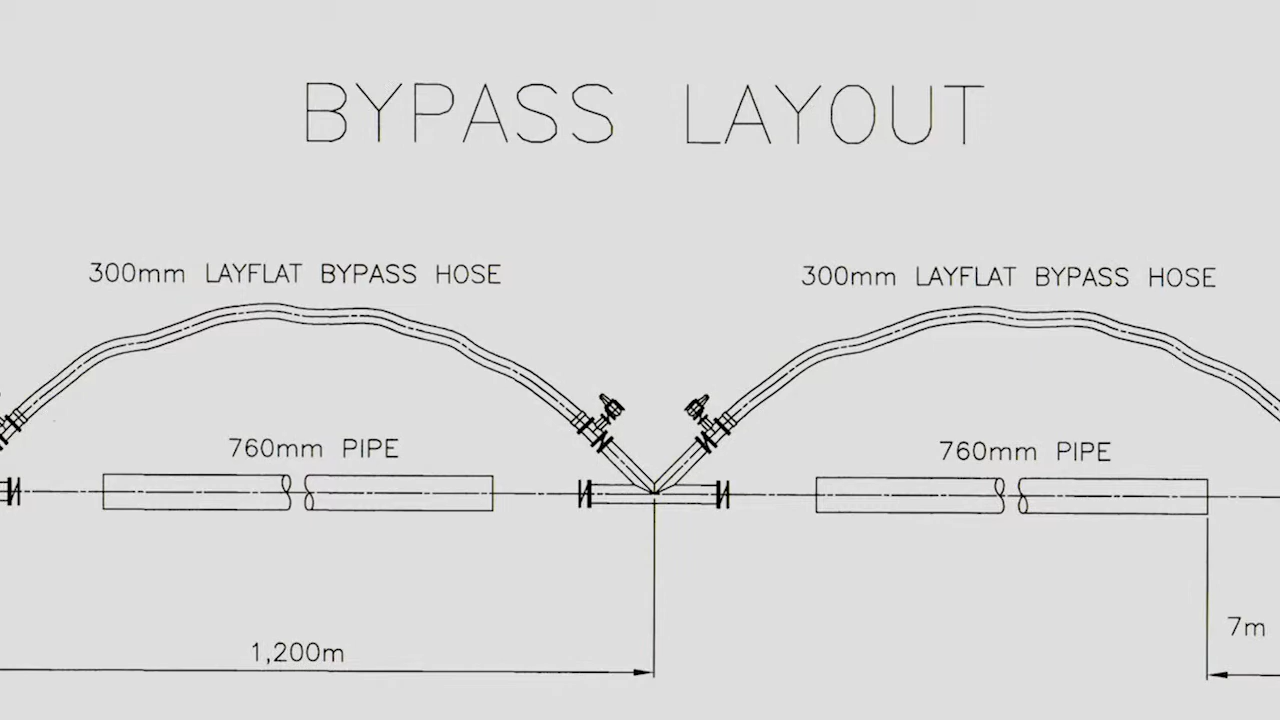 BYPASS LAYOUT
300mm LAYFLAT BYPASS HOSE
300mm LAYFLAT BYPASS HOSE
760mm PIPE
760mm PIPE
7m
1,200m